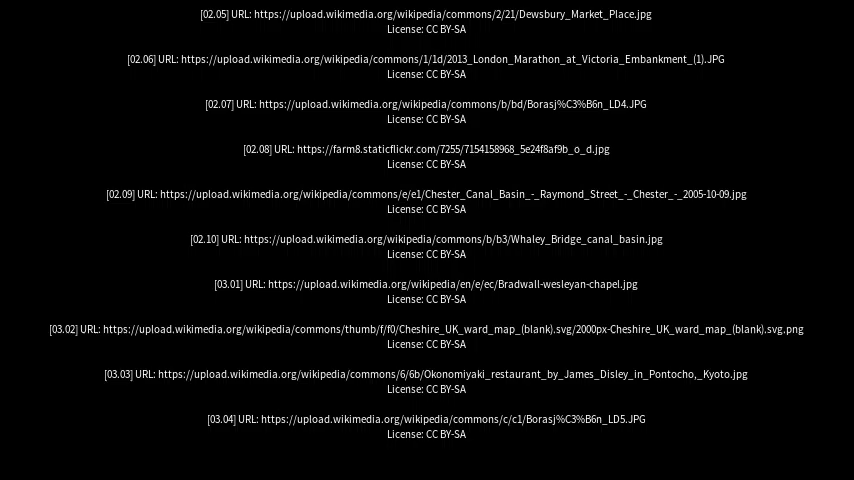 [02.05] URL: https://upload.wikimedia.org/wikipedia/commons/2/21/Dewsbury_Market_Place.jpg
License: CC BY-SA
[02.06] URL: https://upload.wikimedia.org/wikipedia/commons/1/1d/2013_London_Marathon_at_Victoria_Embankment_(1).JPG
License: CC BY-SA
[02.07] URL: https://upload.wikimedia.org/wikipedia/commons/b/bd/Borasj%C3%B6n_LD4.JPG
License: CC BY-SA
[02.08] URL: https://farm8.staticflickr.com/7255/7154158968_5e24f8af9b_o_d.jpg
License: CC BY-SA
[02.09] URL: https://upload.wikimedia.org/wikipedia/commons/e/e1/Chester_Canal_Basin_-_Raymond_Street_-_Chester_-_2005-10-09.jpg
License: CC BY-SA
[02.10] URL: https://upload.wikimedia.org/wikipedia/commons/b/b3/Whaley_Bridge_canal_basin.jpg
License: CC BY-SA
[03.01] URL: https://upload.wikimedia.org/wikipedia/en/e/ec/Bradwall-wesleyan-chapel.jpg
License: CC BY-SA
[03.02] URL: https://upload.wikimedia.org/wikipedia/commons/thumb/f/f0/Cheshire_UK_ward_map_(blank).svg/2000px-Cheshire_UK_ward_map_(blank).svg.png
License: CC BY-SA
[03.03] URL: https://upload.wikimedia.org/wikipedia/commons/6/6b/Okonomiyaki_restaurant_by_James_Disley_in_Pontocho,_Kyoto.jpg
License: CC BY-SA
[03.04] URL: https://upload.wikimedia.org/wikipedia/commons/c/c1/Borasj%C3%B6n_LD5.JPG
License: CC BY-SA